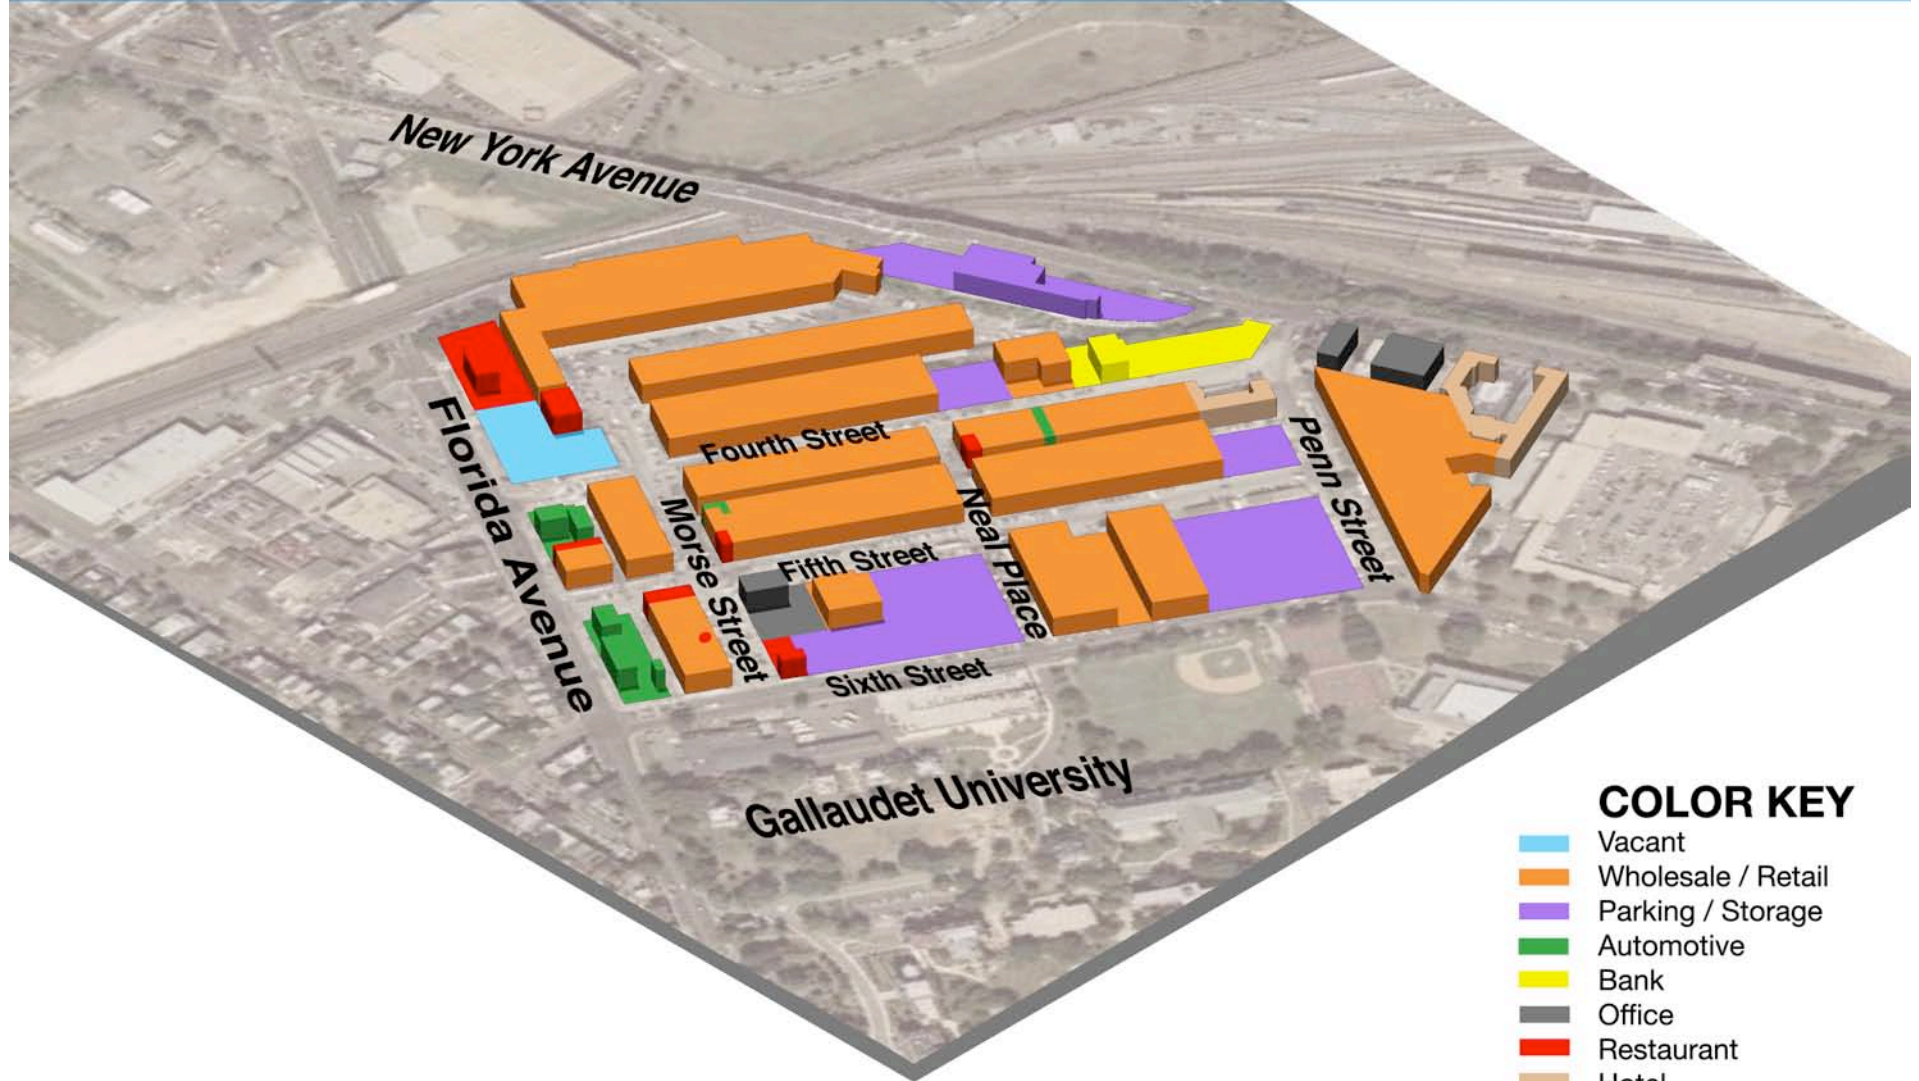 New York Avenue
Florida Avenue
Fourth Street
Morse Street
Fifth Street
Neal Place
Penn Street
Sixth Street
Gallaudet University
COLOR KEY
Vacant
Wholesale / Retail
Parking / Storage
Automotive
Bank
Office
Restaurant
Hotel